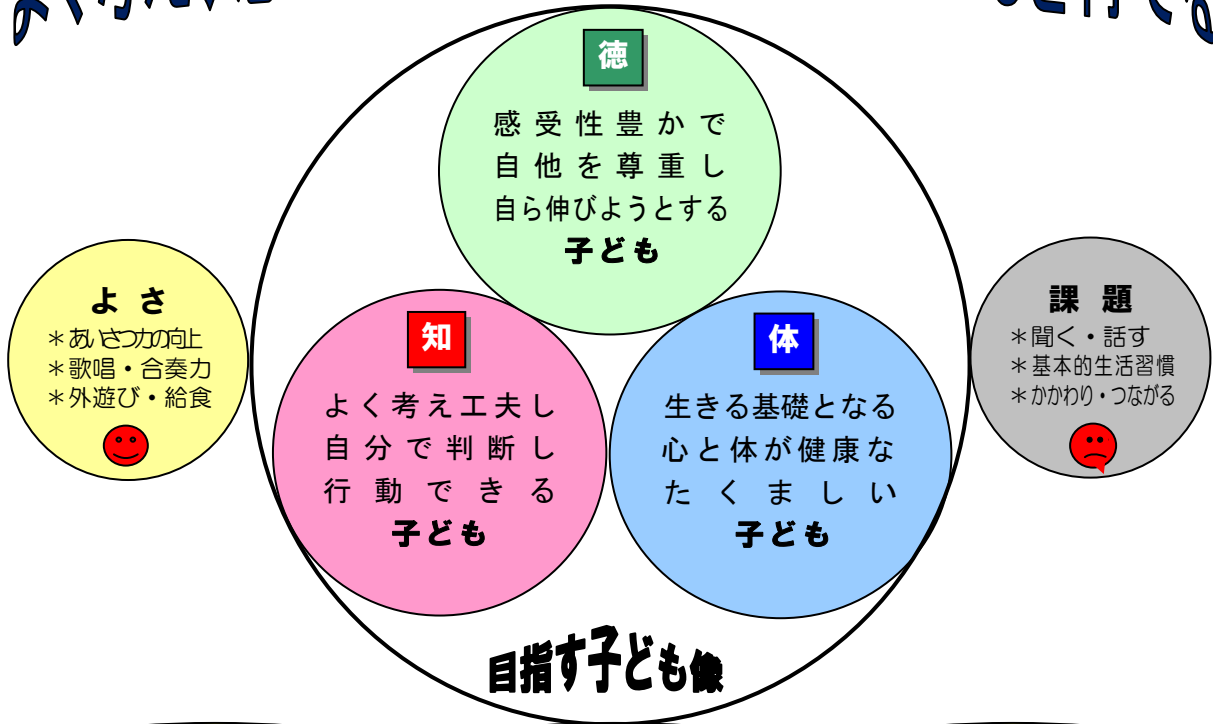 徳
感受性豊かで
自他を尊重し
自ら伸びようとする
子ども
よさ
＊あいさつ力の向上
＊歌唱・合奏力
＊外遊び・給食
知
よく考え工夫し
自分で判断し
行動できる
子ども
体
生きる基礎となる
心と体が健康な
たくましい
子ども
課題
＊聞く・話す
＊基本的生活習慣
＊かかわり・つながる
目指す子ども像